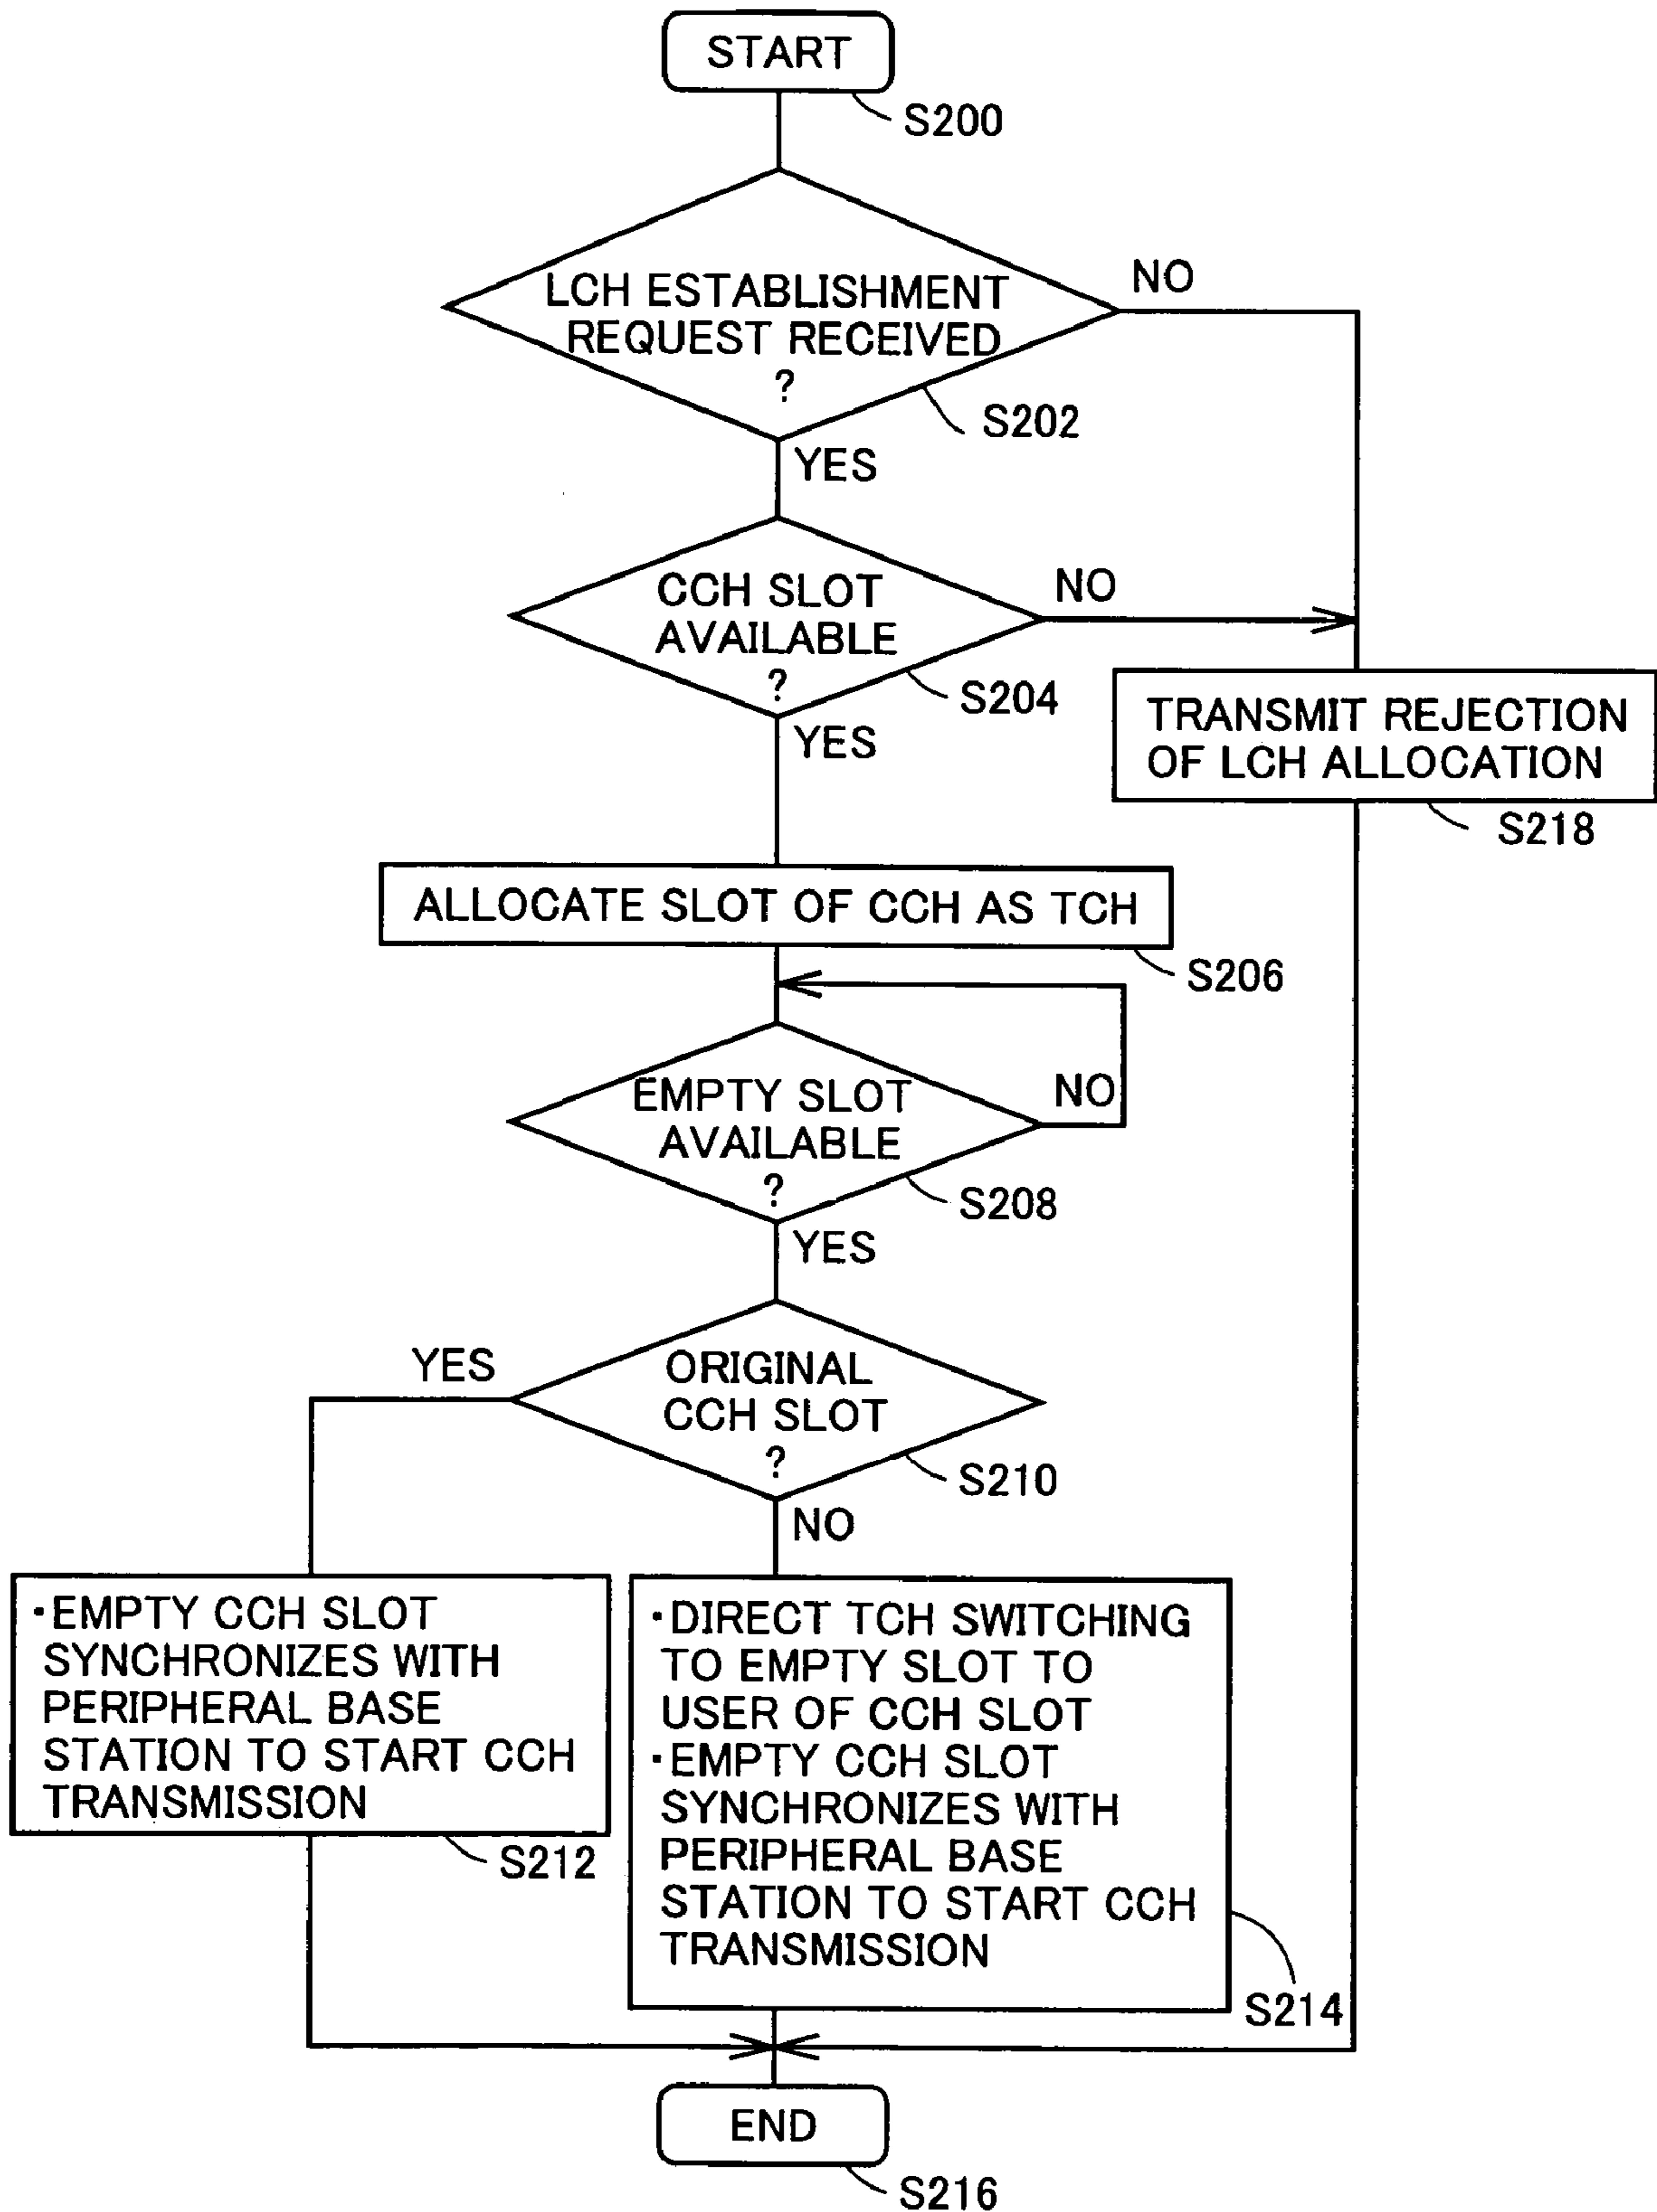 START
S200
LCH ESTABLISHMENT
REQUEST RECEIVED
?
NO
S202
YES
CCH SLOT
AVAILABLE
?
NO
S204
YES
TRANSMIT REJECTION
OF LCH ALLOCATION
S218
ALLOCATE SLOT OF CCH AS TCH
S206
EMPTY SLOT
AVAILABLE
?
NO
S208
YES
ORIGINAL
CCH SLOT
?
YES
S210
NO
・EMPTY CCH SLOT
SYNCHRONIZES WITH
PERIPHERAL BASE
STATION TO START CCH
TRANSMISSION
S212
・DIRECT TCH SWITCHING
TO EMPTY SLOT TO
USER OF CCH SLOT
・EMPTY CCH SLOT
SYNCHRONIZES WITH
PERIPHERAL BASE
STATION TO START CCH
TRANSMISSION
S214
END
S216